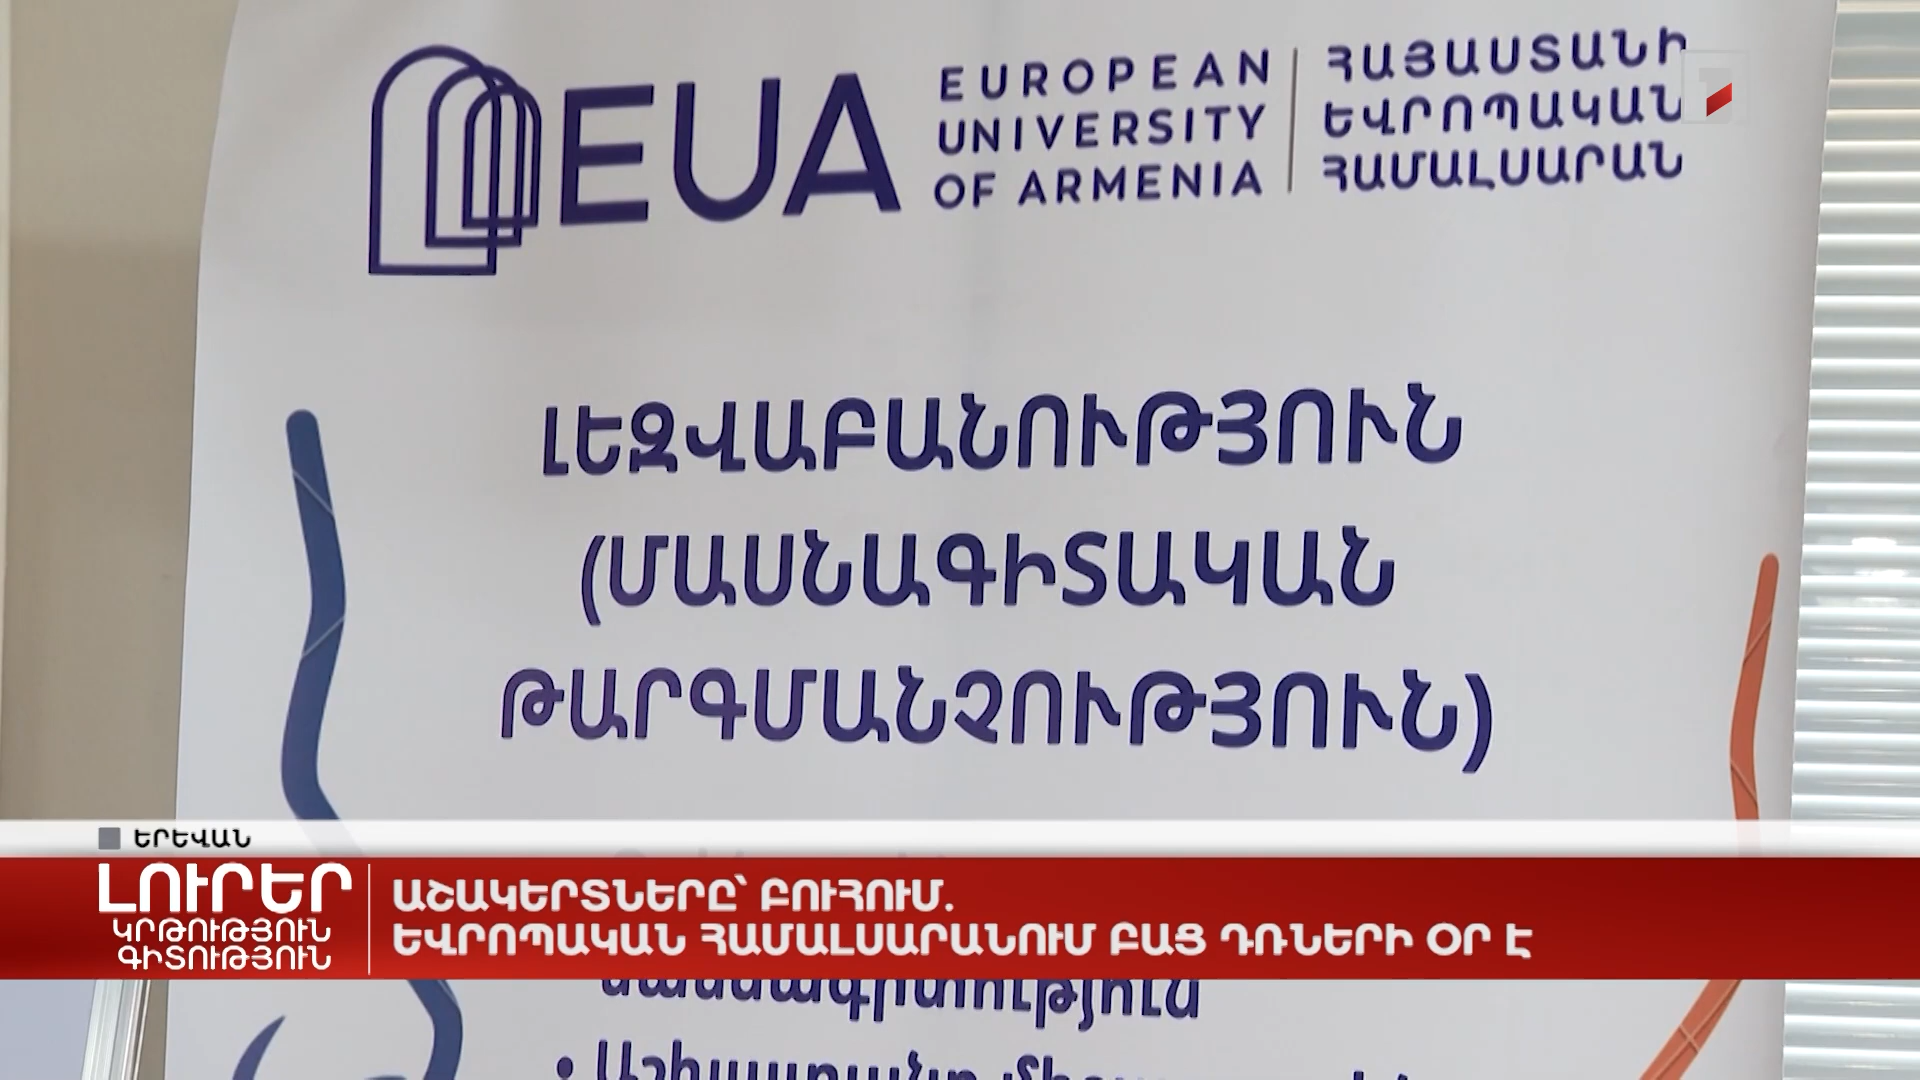 EUA
EUROPEAN
UNIVERSITY
OF ARMENIA
ՀԱՅԱՍՏԱՆԻ
ԵՎՐՈՊԱԿԱՆ
ՀԱՄԱԼՍԱՐԱՆ
ԼԵԶՎԱԲԱՆՈՒԹՅՈՒՆ
(ՄԱՍՆԱԳԻՏԱԿԱՆ
ԹԱՐԳՄԱՆՉՈՒԹՅՈՒՆ)
ԵՐԵՎԱՆ
ԼՈՒՐԵՐ
ԿՐԹՈՒԹՅՈՒՆ
ԳԻՏՈՒԹՅՈՒՆ
ԱՇԱԿԵՐՏՆԵՐԸ՝ ԲՈՒՀՈՒՄ.
ԵՎՐՈՊԱԿԱՆ ՀԱՄԱԼՍԱՐԱՆՈՒՄ ԲԱՑ ԴՌՆԵՐԻ ՕՐ Է